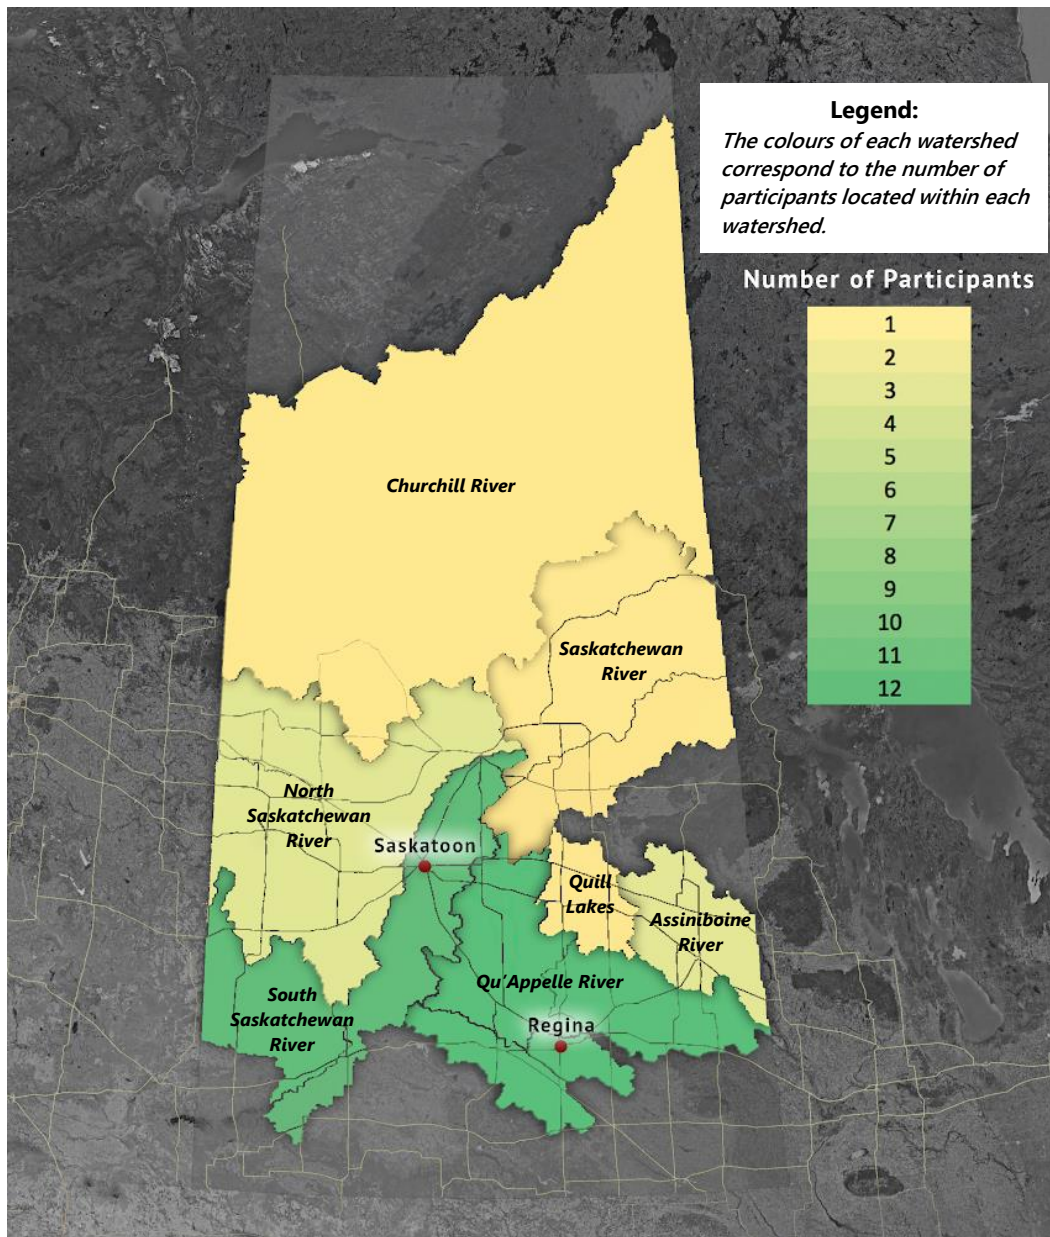 Legend:
The colours of each watershed
correspond to the number of
participants located within each
watershed.
Number of Participants
1
2
3
4
5
6
7
8
9
10
11
12
Churchill River
Saskatchewan
River
North
Saskatchewan
River
Saskatoon
Quill
Lakes
Assiniboine
River
Qu'Appelle River
South
Saskatchewan
River
Regina